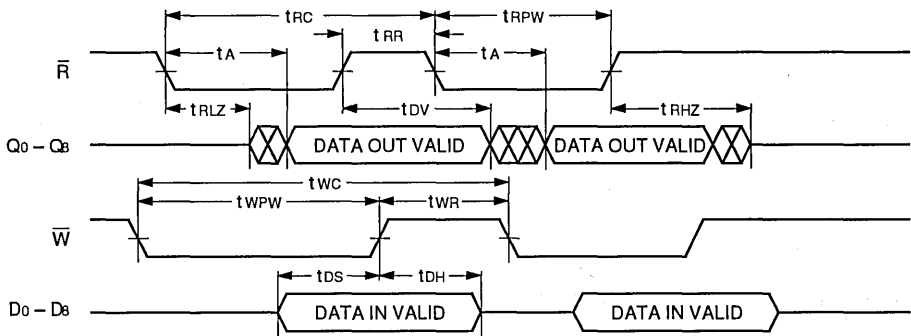 tRC tRPW
tA tRR tA
R̅
tRLZ tDV tRHZ
Q0 – Q8 DATA OUT VALID DATA OUT VALID
tWC
tWPW tWR
W̅
tDS tDH
D0 – D8 DATA IN VALID DATA IN VALID